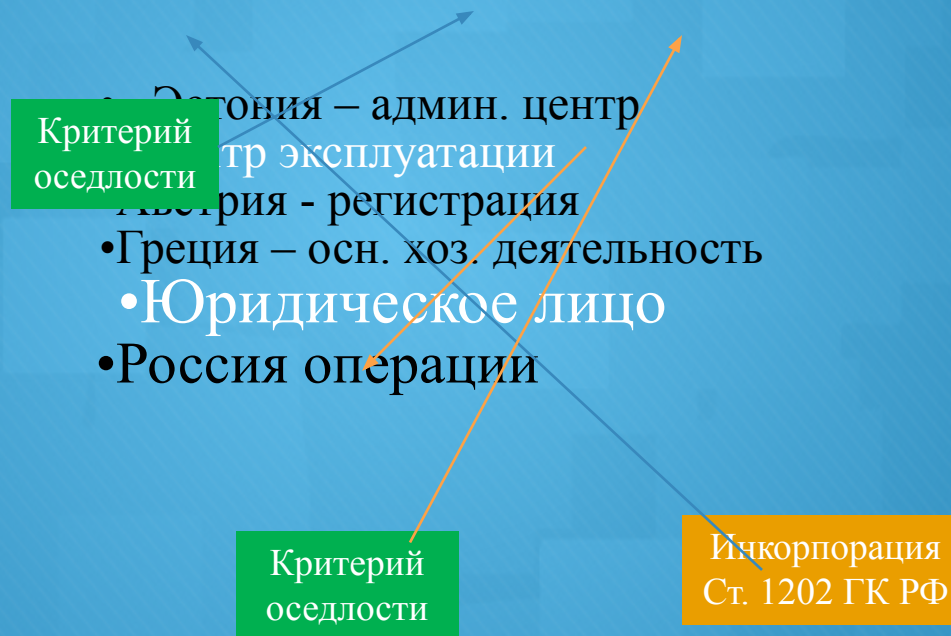 • Эстония – админ. центр
Критерий
оседлости
тр эксплуатации
Австрия - регистрация
•Греция – осн. хоз. деятельность
•Юридическое лицо
•Россия операции
Критерий
оседлости
Инкорпорация
Ст. 1202 ГК РФ